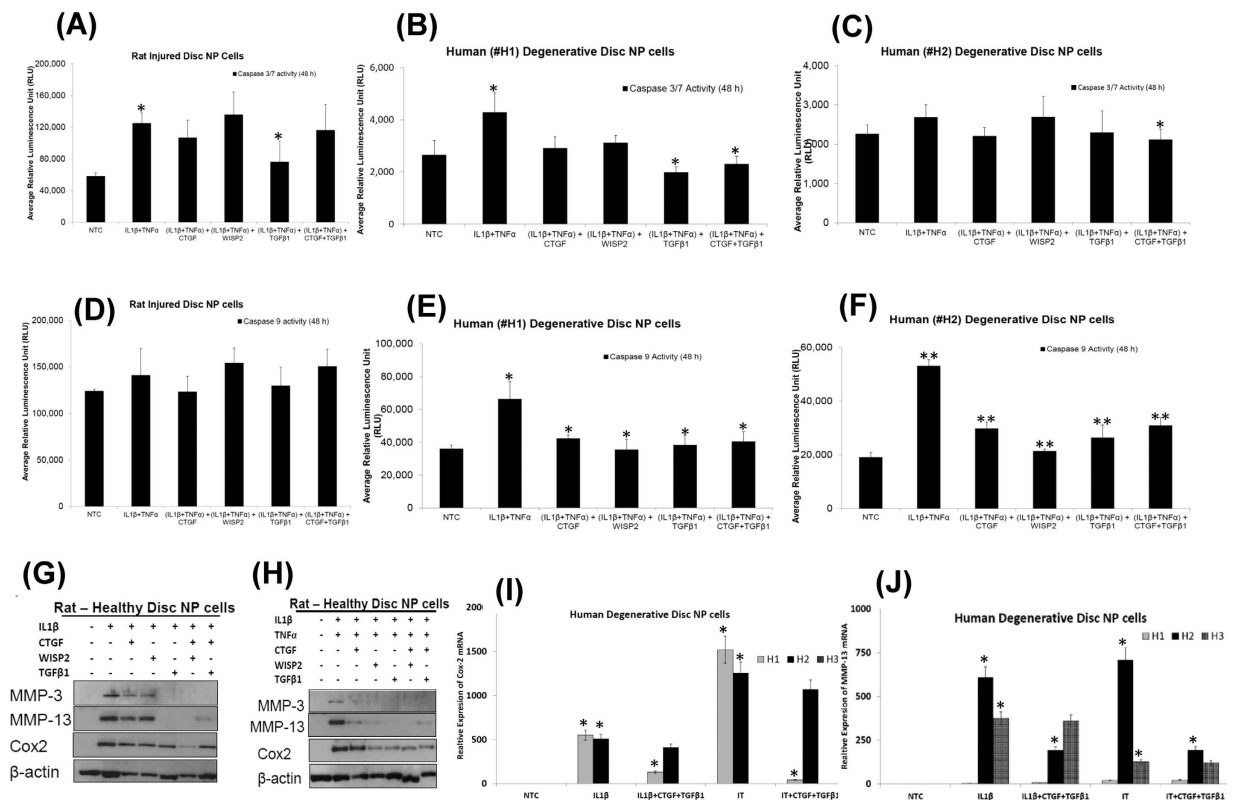 (A)
Rat Injured Disc NP Cells
Caspase 3/7 activity (48 h)
Average Relative Luminescence Unit (RLU)
200,000
160,000
120,000
80,000
40,000
0
*
*
NTC
IL1β+TNFα
(IL1β+TNFα) +
CTGF
(IL1β+TNFα) +
WISP2
(IL1β+TNFα) +
TGFβ1
(IL1β+TNFα) +
CTGF+TGFβ1
(B)
Human (#H1) Degenerative Disc NP cells
Caspase 3/7 Activity (48 h)
Average Relative Luminescence Unit
(RLU)
6,000
4,000
2,000
0
*
*
*
NTC
IL1β+TNFα
(IL1β+TNFα) +
CTGF
(IL1β+TNFα) +
WISP2
(IL1β+TNFα) +
TGFβ1
(IL1β+TNFα) +
CTGF+TGFβ1
(C)
Human (#H2) Degenerative Disc NP cells
Caspase 3/7 Activity (48 h)
Average Relative Luminescence Unit
(RLU)
4,000
3,000
2,000
1,000
0
*
NTC
IL1β+TNFα
(IL1β+TNFα) +
CTGF
(IL1β+TNFα) +
WISP2
(IL1β+TNFα) +
TGFβ1
(IL1β+TNFα) +
CTGF+TGFβ1
(D)
Rat Injured Disc NP cells
Caspase 9 activity (48 h)
Average Relative Luminescence Unit (RLU)
200,000
150,000
100,000
50,000
0
NTC
IL1β+TNFα
(IL1β+TNFα) +
CTGF
(IL1β+TNFα) +
WISP2
(IL1β+TNFα) +
TGFβ1
(IL1β+TNFα) +
CTGF+TGFβ1
(E)
Human (#H1) Degenerative Disc NP cells
Caspase 9 Activity (48 h)
Average Relative Luminescence Unit
(RLU)
100,000
80,000
60,000
40,000
20,000
0
*
*
*
*
*
NTC
IL1β+TNFα
(IL1β+TNFα) +
CTGF
(IL1β+TNFα) +
WISP2
(IL1β+TNFα) +
TGFβ1
(IL1β+TNFα) +
CTGF+TGFβ1
(F)
Human (#H2) Degenerative Disc NP cells
Caspase 9 Activity (48 h)
Average Relative Luminescence Unit (RLU)
60,000
40,000
20,000
0
**
**
**
**
**
NTC
IL1β+TNFα
(IL1β+TNFα) +
CTGF
(IL1β+TNFα) +
WISP2
(IL1β+TNFα) +
TGFβ1
(IL1β+TNFα) +
CTGF+TGFβ1
(G)
Rat – Healthy Disc NP cells
IL1β - + + + + + +
CTGF - - + - - + +
WISP2 - - - + - + -
TGFβ1 - - - - + - +
MMP-3
MMP-13
Cox2
β-actin
(H)
Rat – Healthy Disc NP cells
IL1β - + + + + + +
TNFα - + + + + + +
CTGF - - + - - + +
WISP2 - - - + - + -
TGFβ1 - - - - + - +
MMP-3
MMP-13
Cox2
β-actin
(I)
Human Degenerative Disc NP cells
H1 H2 H3
Realtive Expresion of Cox-2 mRNA
1500
1000
500
0
*
*
*
*
*
*
NTC
IL1β
IL1β+CTGF+TGFβ1
IT
IT+CTGF+TGFβ1
(J)
Human Degenerative Disc NP cells
H1 H2 H3
Realtive Expresion of MMP-13 mRNA
900
675
450
225
0
*
*
*
*
*
*
NTC
IL1β
IL1β+CTGF+TGFβ1
IT
IT+CTGF+TGFβ1